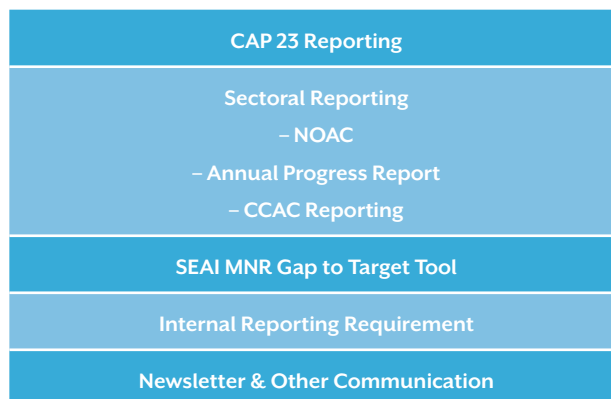 CAP 23 Reporting
Sectoral Reporting
– NOAC
– Annual Progress Report
– CCAC Reporting
SEAI MNR Gap to Target Tool
Internal Reporting Requirement
Newsletter & Other Communication